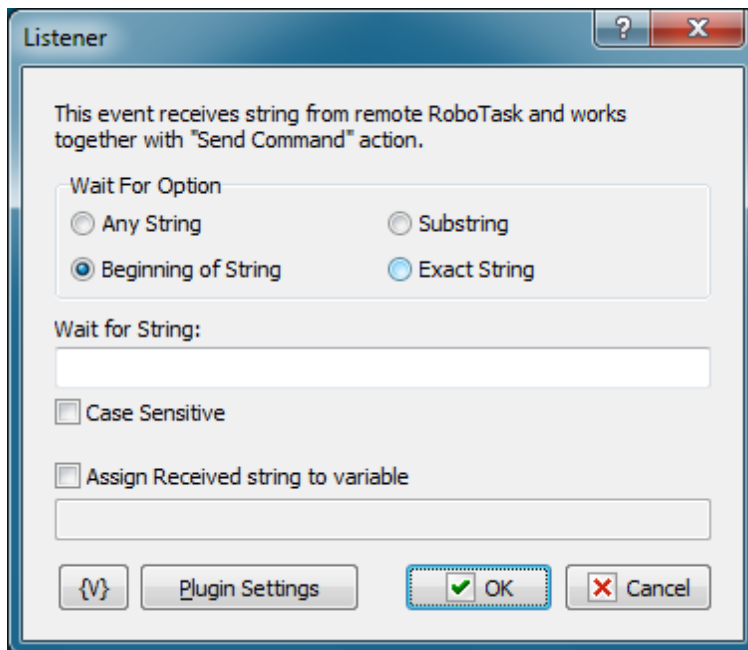 Listener
?
This event receives string from remote RoboTask and works
together with "Send Command" action.
Wait For Option
Any String
Substring
Beginning of String
Exact String
Wait for String:
Case Sensitive
Assign Received string to variable
{V}
Plugin Settings
OK
Cancel